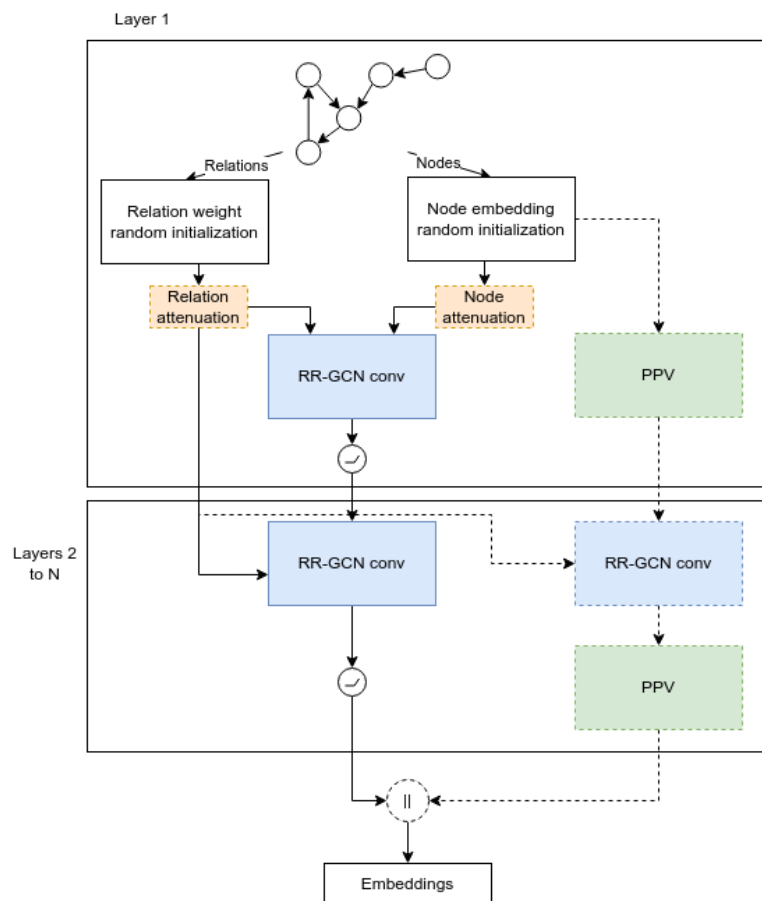 Layer 1
Relations
Nodes
Relation weight
random initialization
Node embedding
random initialization
Relation
attenuation
Node
attenuation
RR-GCN conv
PPV
Layers 2
to N
RR-GCN conv
RR-GCN conv
PPV
||
Embeddings